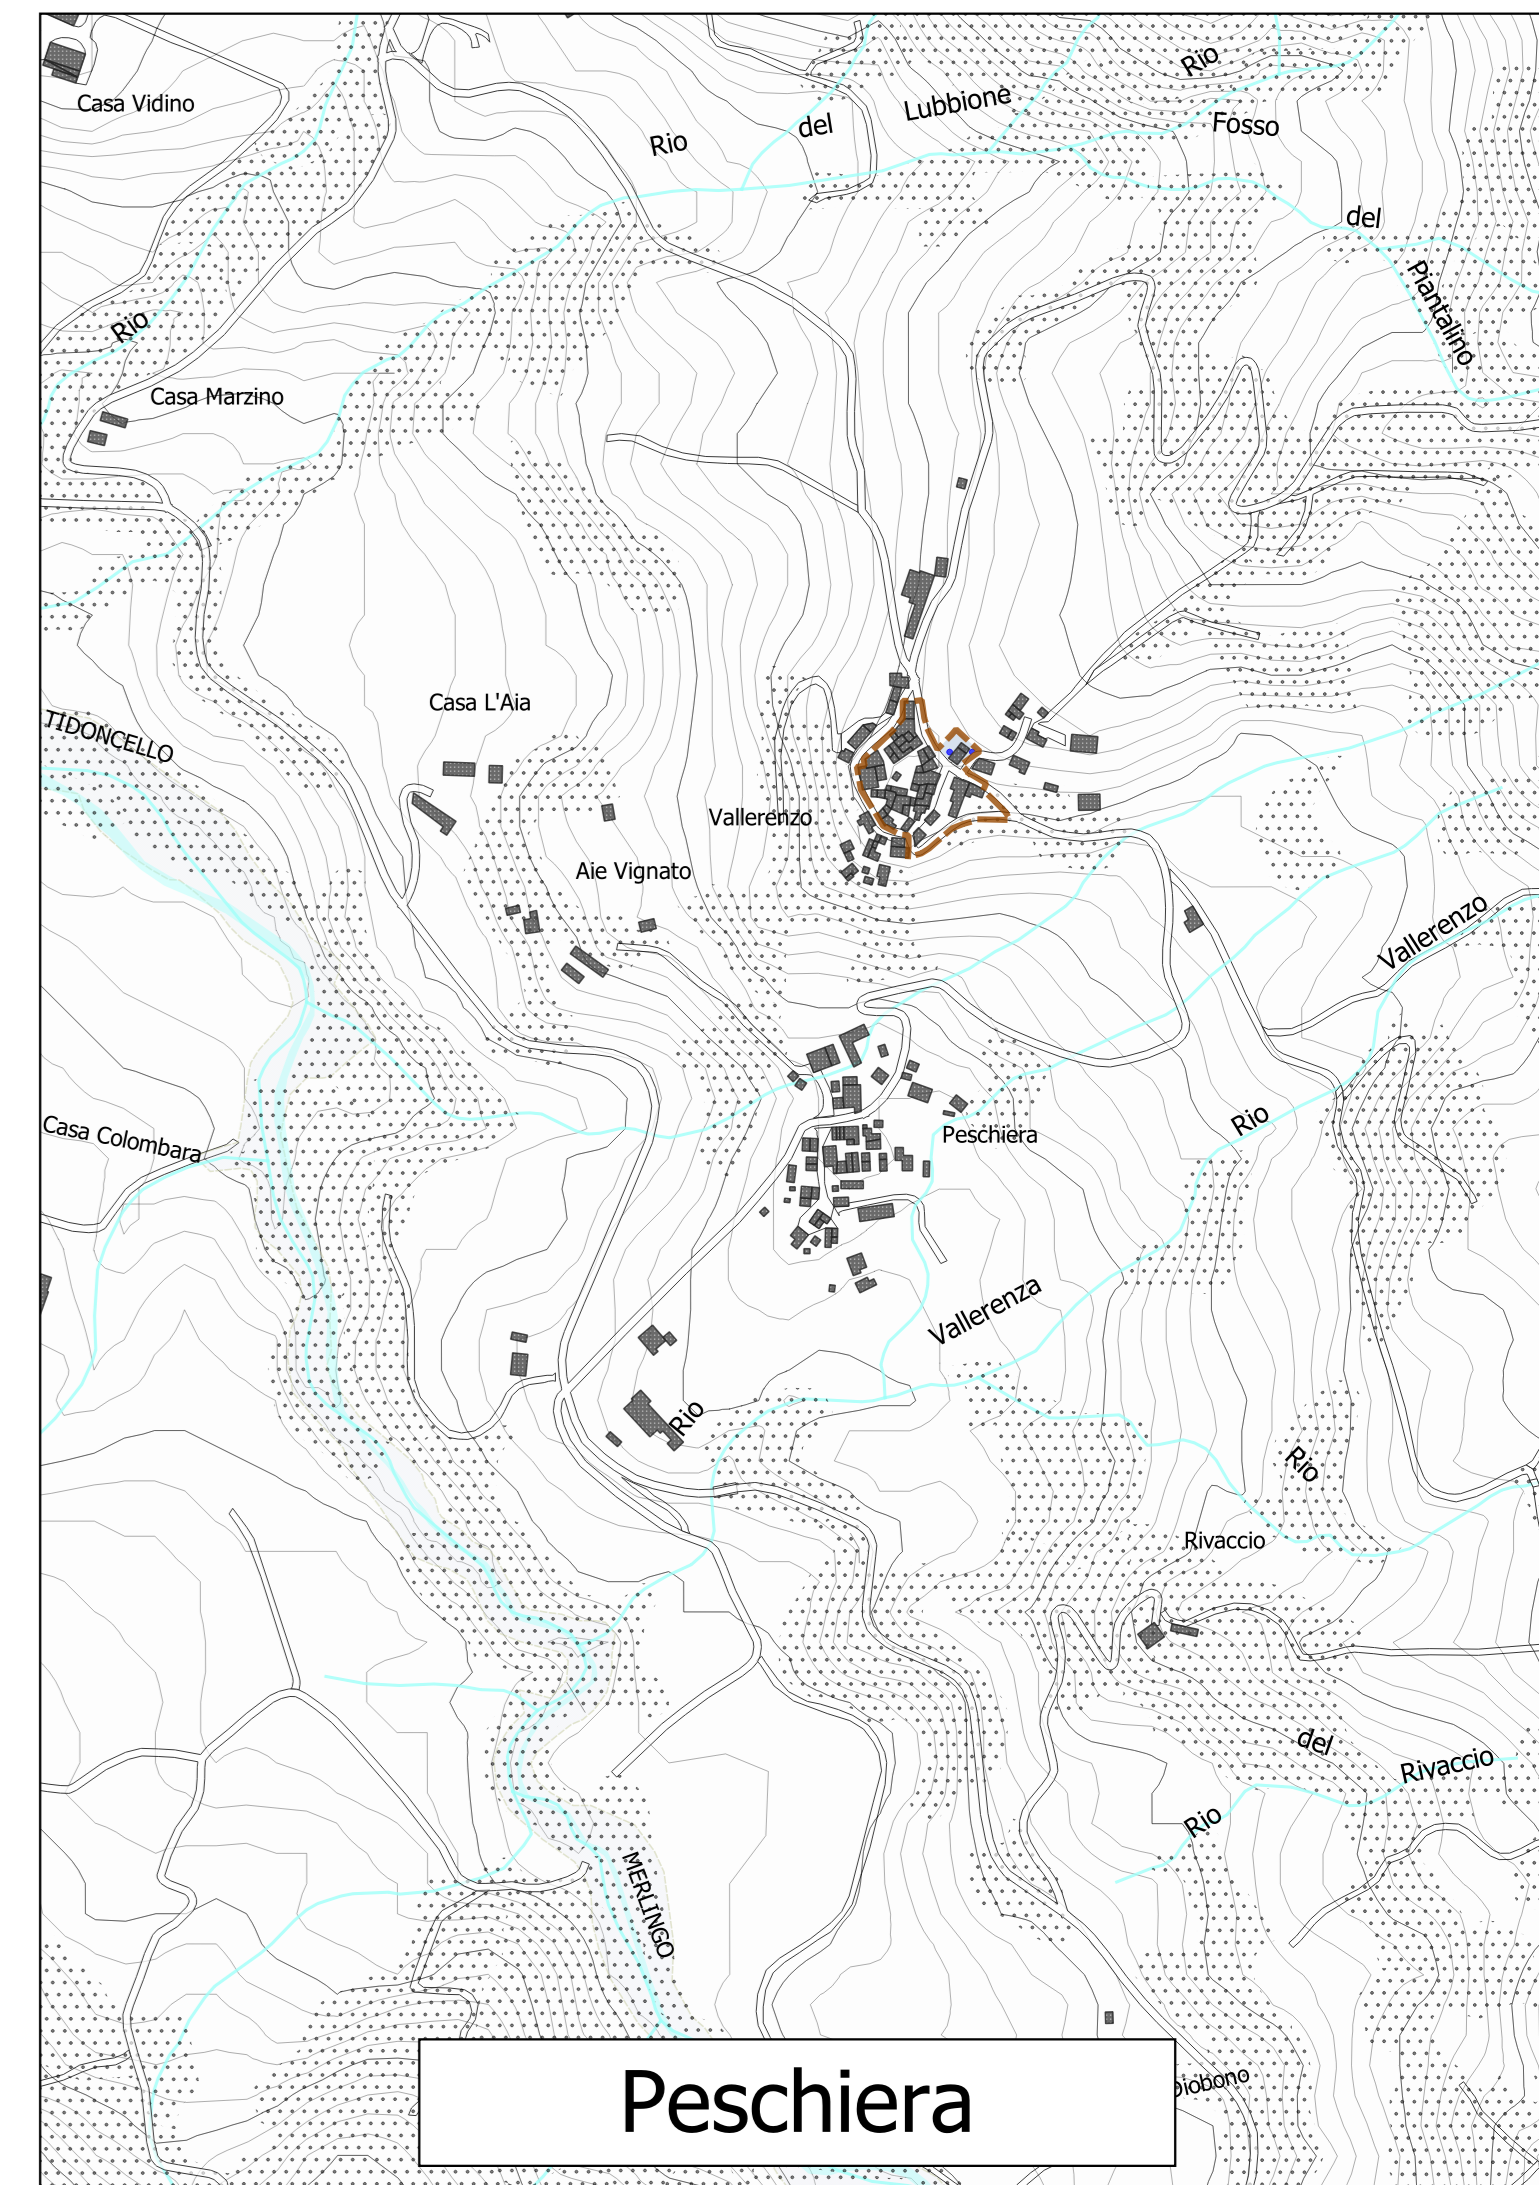 Rio
Casa Vidino
Lubbione
del
Fosso
Rio
del
Piantalino
Rio
Casa Marzino
Casa L'Aia
TIDONCELLO
Vallerenzo
Aie Vignato
Vallerenzo
Casa Colombara
Peschiera
Rio
Vallerenza
Rio
Rio
Rivaccio
del
Rivaccio
Rio
MERLINGO
Diobono
Peschiera